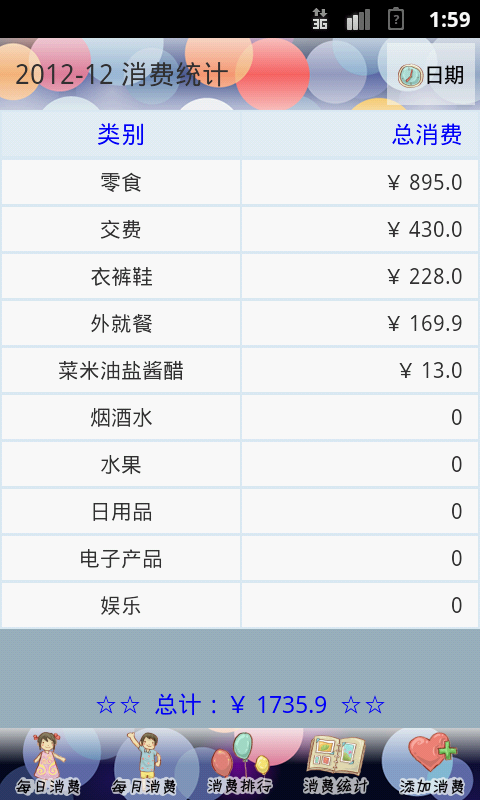 3G 1:59
2012-12 消费统计 日期
类别 总消费
零食 ¥ 895.0
交费 ¥ 430.0
衣裤鞋 ¥ 228.0
外就餐 ¥ 169.9
菜米油盐酱醋 ¥ 13.0
烟酒水 0
水果 0
日用品 0
电子产品 0
娱乐 0
☆☆ 总计：¥ 1735.9 ☆☆
每日消费 每月消费 消费排行 消费统计 添加消费